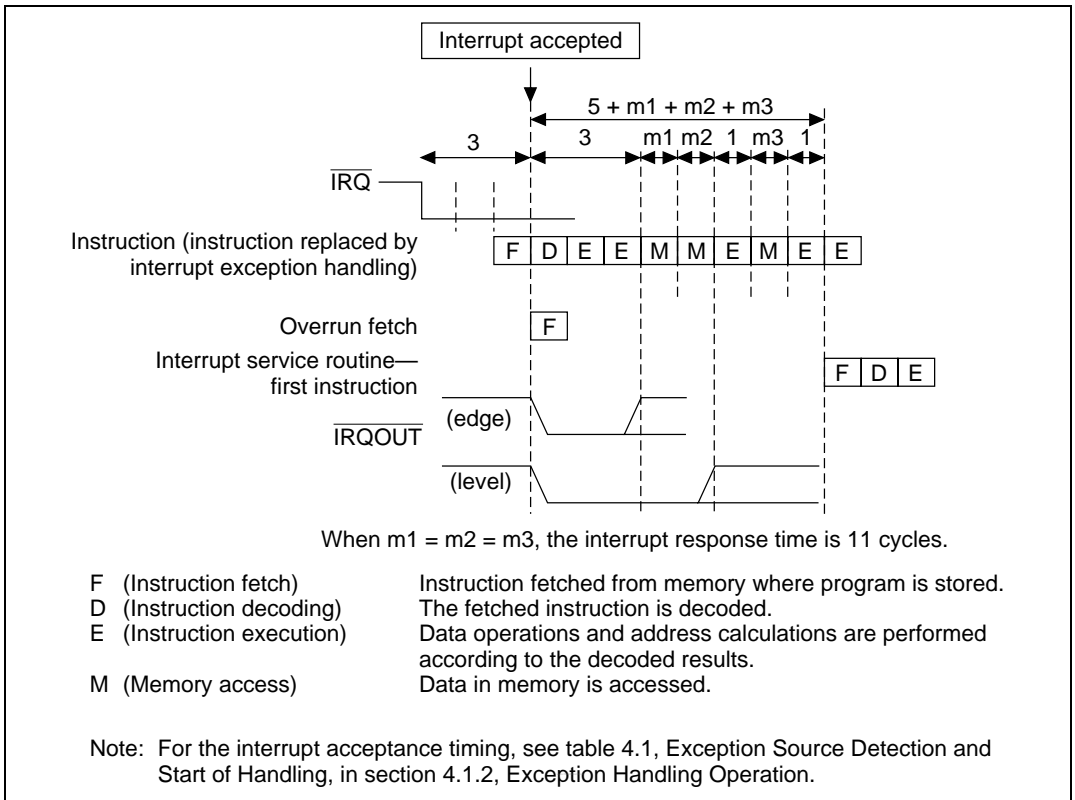 Interrupt accepted
5 + m1 + m2 + m3
3 3 m1 m2 1 m3 1
IRQ
Instruction (instruction replaced by
interrupt exception handling)
F D E E M M E M E E
Overrun fetch
F
Interrupt service routine—
first instruction
F D E
(edge)
IRQOUT
(level)
When m1 = m2 = m3, the interrupt response time is 11 cycles.
F (Instruction fetch) Instruction fetched from memory where program is stored.
D (Instruction decoding) The fetched instruction is decoded.
E (Instruction execution) Data operations and address calculations are performed
according to the decoded results.
M (Memory access) Data in memory is accessed.
Note: For the interrupt acceptance timing, see table 4.1, Exception Source Detection and
Start of Handling, in section 4.1.2, Exception Handling Operation.